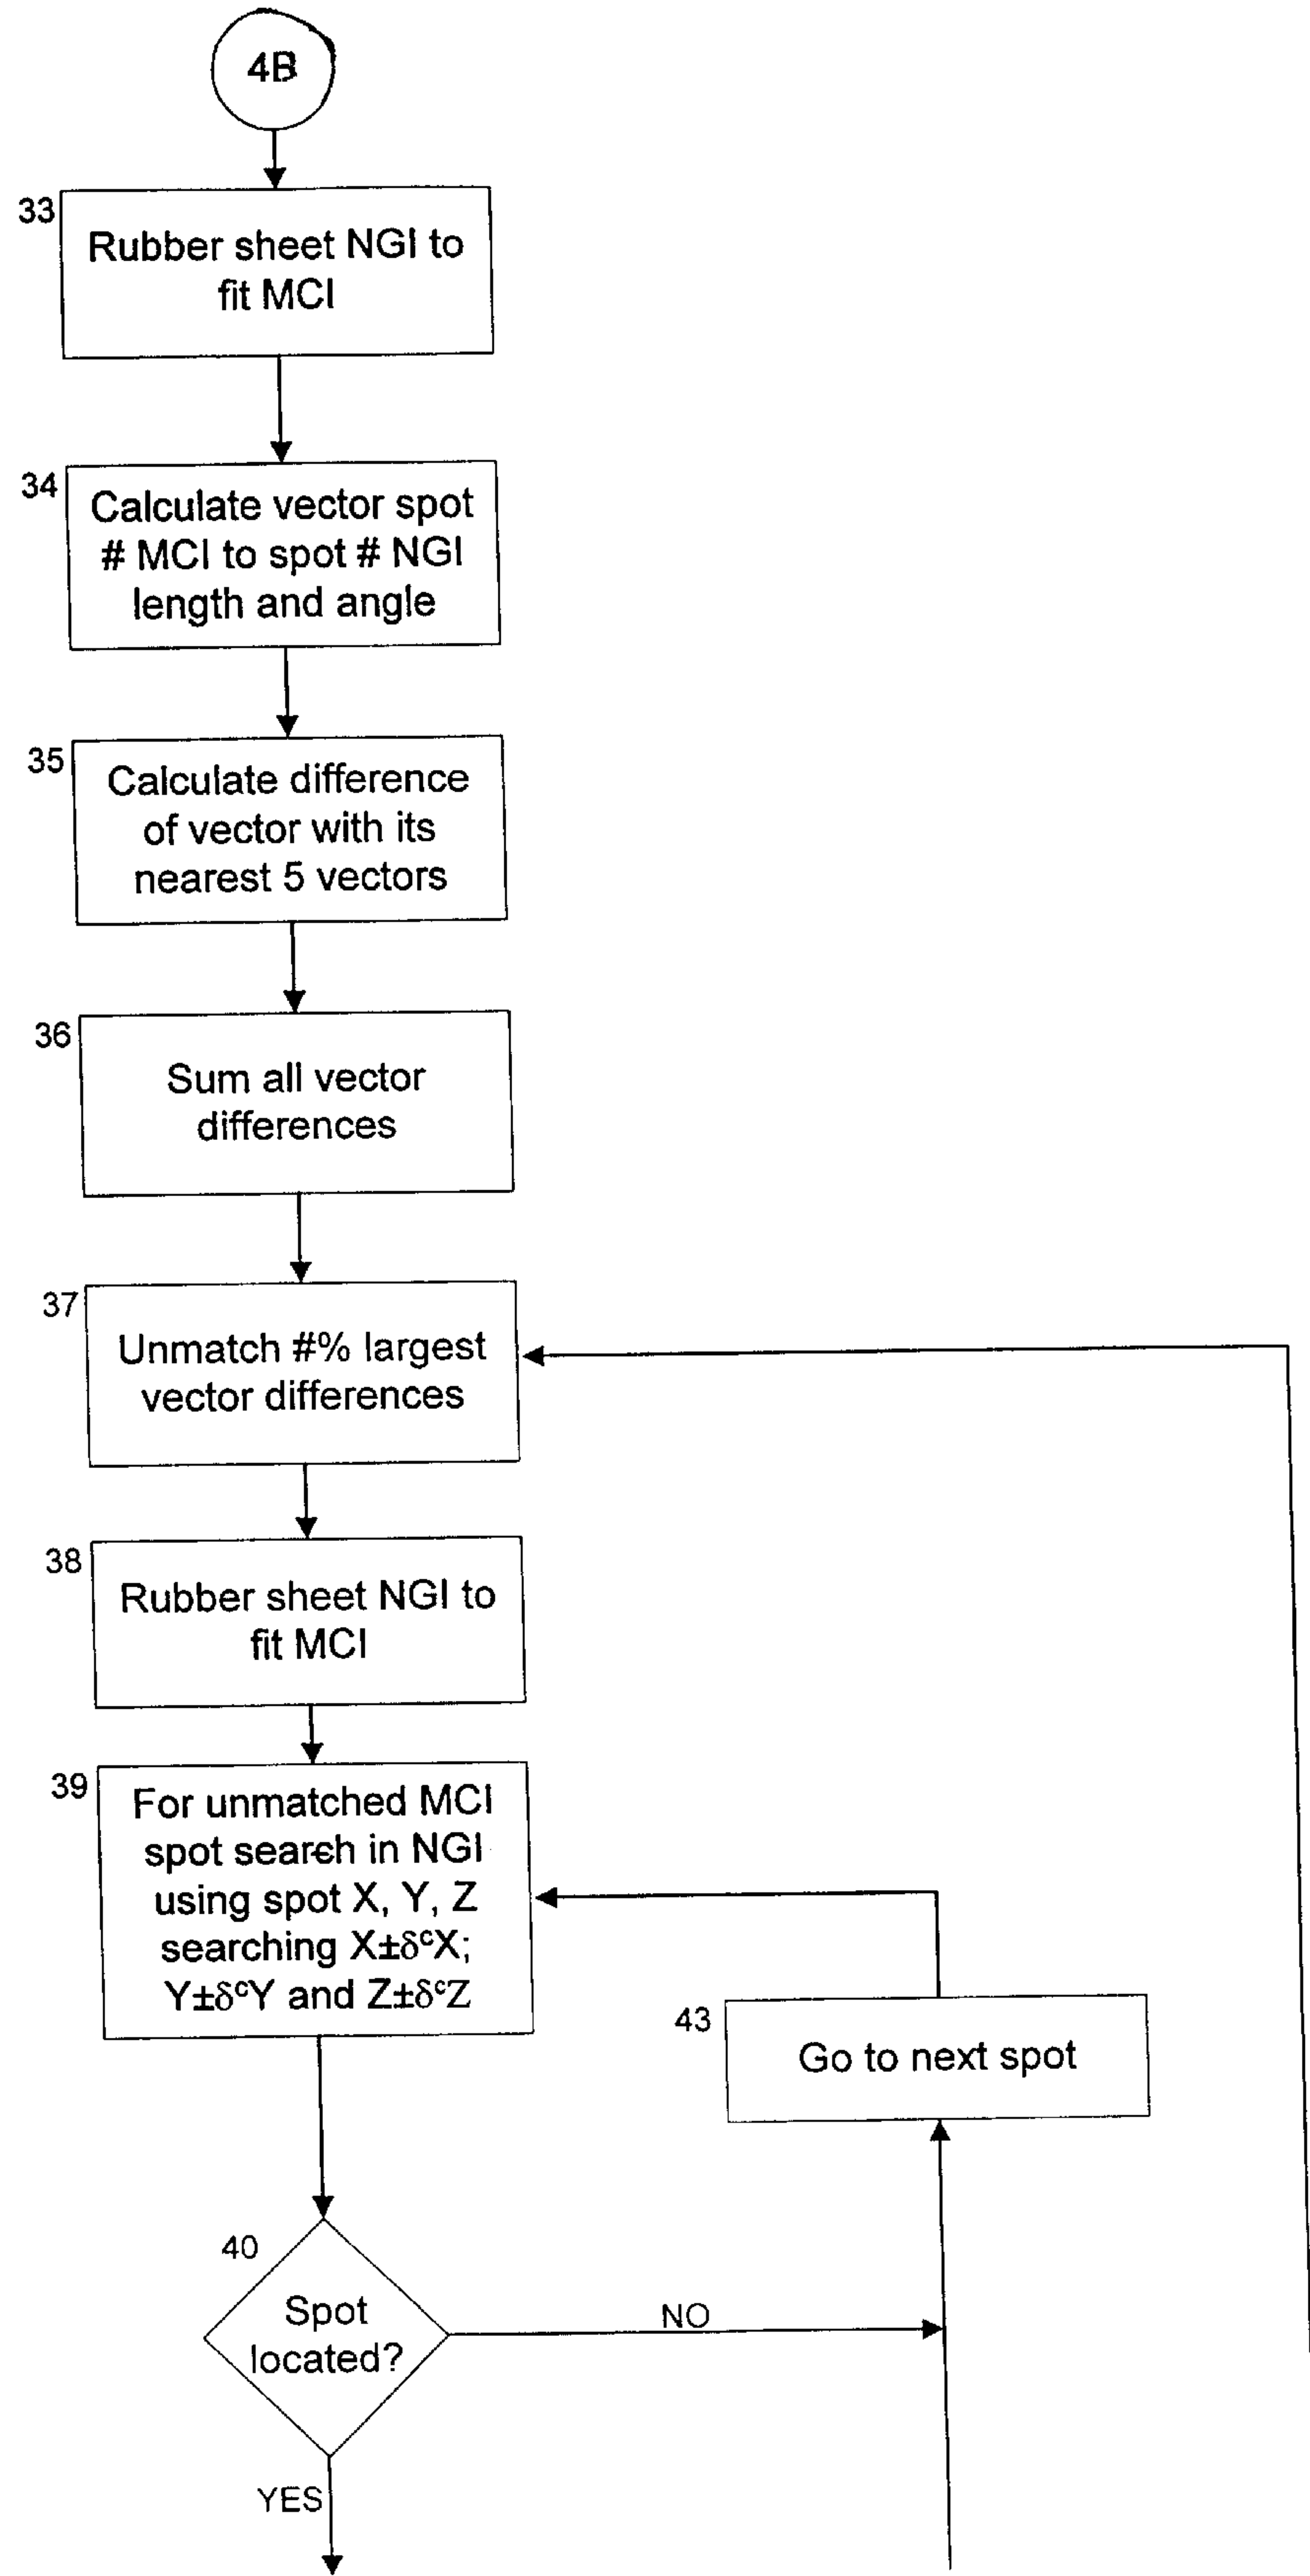 4B
33
Rubber sheet NGI to
fit MCI
34
Calculate vector spot
# MCI to spot # NGI
length and angle
35
Calculate difference
of vector with its
nearest 5 vectors
36
Sum all vector
differences
37
Unmatch #% largest
vector differences
38
Rubber sheet NGI to
fit MCI
39
For unmatched MCI
spot search in NGI
using spot X, Y, Z
searching X±δᶜX;
Y±δᶜY and Z±δᶜZ
43
Go to next spot
40
Spot
located?
NO
YES